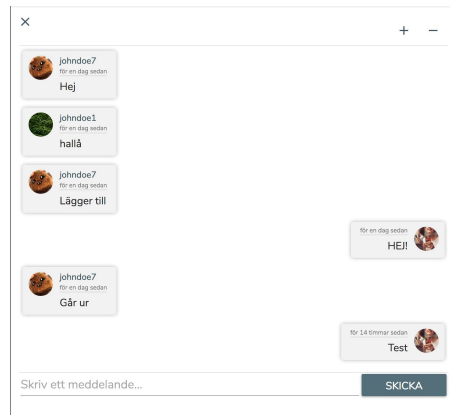 × 
+ −
johndoe7
för en dag sedan
Hej
johndoe1
för en dag sedan
hallå
johndoe7
för en dag sedan
Lägger till
för en dag sedan
HEJ!
johndoe7
för en dag sedan
Går ur
för 14 timmar sedan
Test
Skriv ett meddelande...
SKICKA